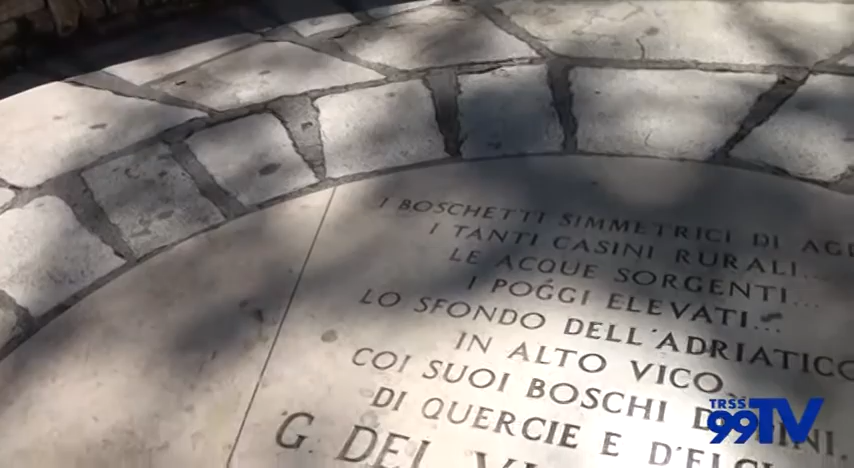 I BOSCHETTI SIMMETRICI DI
I TANTI CASINI RURALI...
LE ACQUE SORGENTI...
I POGGI ELEVATI...
LO SFONDO DELL'ADRIATICO
IN ALTO, VICO...
COI SUOI BOSCHI
DI QUERCIE E
G. DEL
TRSS
99TV